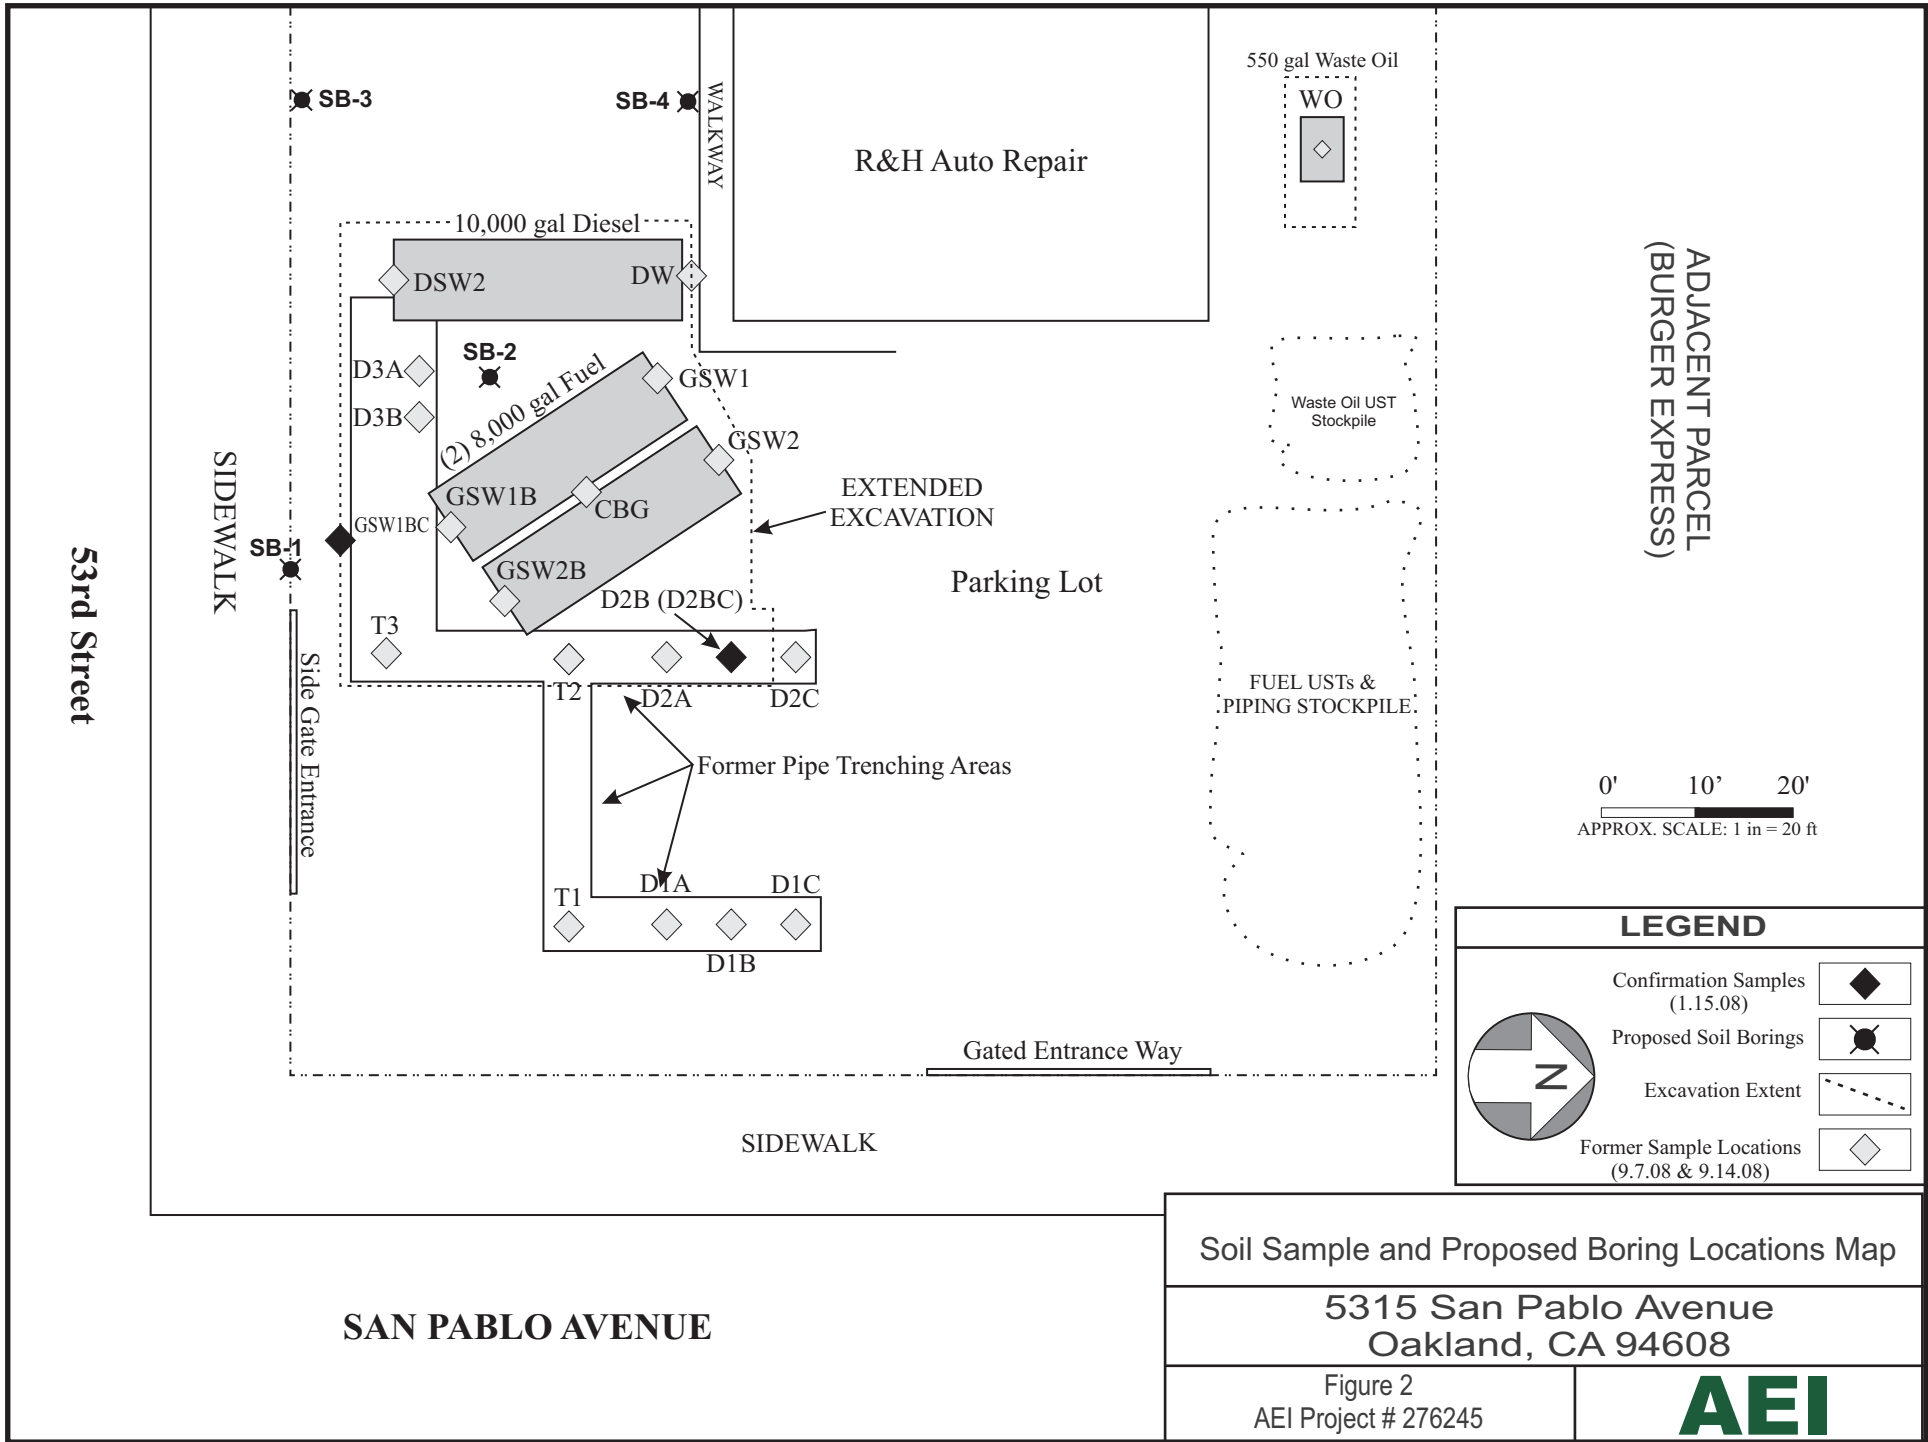 550 gal Waste Oil
WO
SB-3
SB-4
WALKWAY
R&H Auto Repair
10,000 gal Diesel
DSW2
DW
ADJACENT PARCEL
(BURGER EXPRESS)
SB-2
D3A
D3B
(2) 8,000 gal Fuel
GSW1
GSW2
Waste Oil UST
Stockpile
SIDEWALK
GSW1B
CBG
GSW1BC
EXTENDED
EXCAVATION
SB-1
GSW2B
D2B (D2BC)
Parking Lot
53rd Street
T3
Side Gate Entrance
T2
D2A
D2C
FUEL USTs &
PIPING STOCKPILE
Former Pipe Trenching Areas
0' 10’ 20'
APPROX. SCALE: 1 in = 20 ft
T1
D1A
D1C
D1B
LEGEND
Confirmation Samples
(1.15.08)
Proposed Soil Borings
Excavation Extent
Former Sample Locations
(9.7.08 & 9.14.08)
N
Gated Entrance Way
SIDEWALK
SAN PABLO AVENUE
Soil Sample and Proposed Boring Locations Map
5315 San Pablo Avenue
Oakland, CA 94608
Figure 2
AEI Project # 276245
AEI